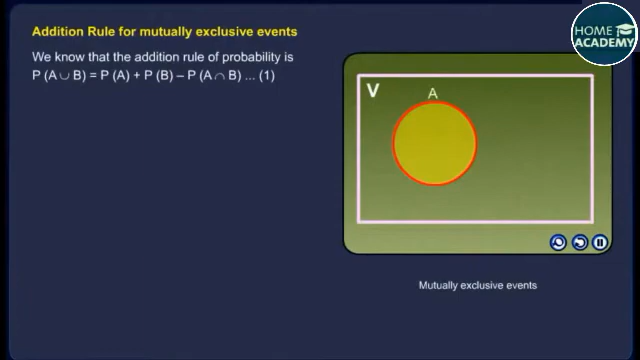 HOME
ACADEMY
Addition Rule for mutually exclusive events
We know that the addition rule of probability is
P (A ∪ B) = P (A) + P (B) – P (A ∩ B) ... (1)
V
A
Mutually exclusive events